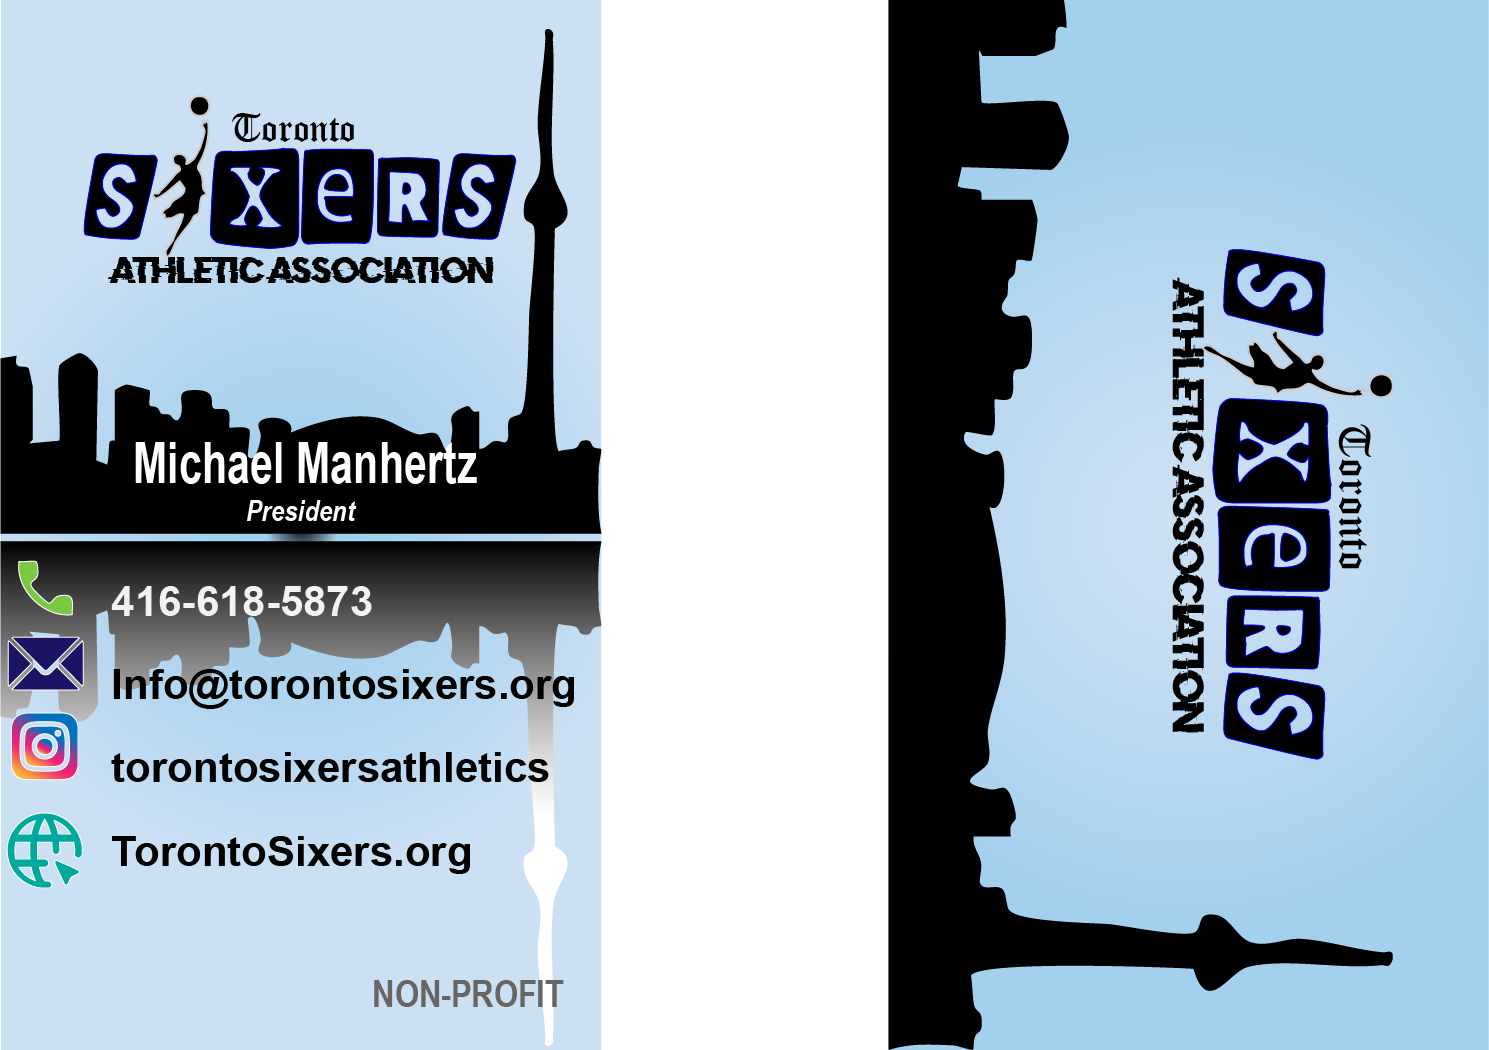 Toronto
SIXERS
ATHLETIC ASSOCIATION
Michael Manhertz
President
416-618-5873
Info@torontosixers.org
torontosixersathletics
TorontoSixers.org
NON-PROFIT
Toronto
SIXERS
ATHLETIC ASSOCIATION